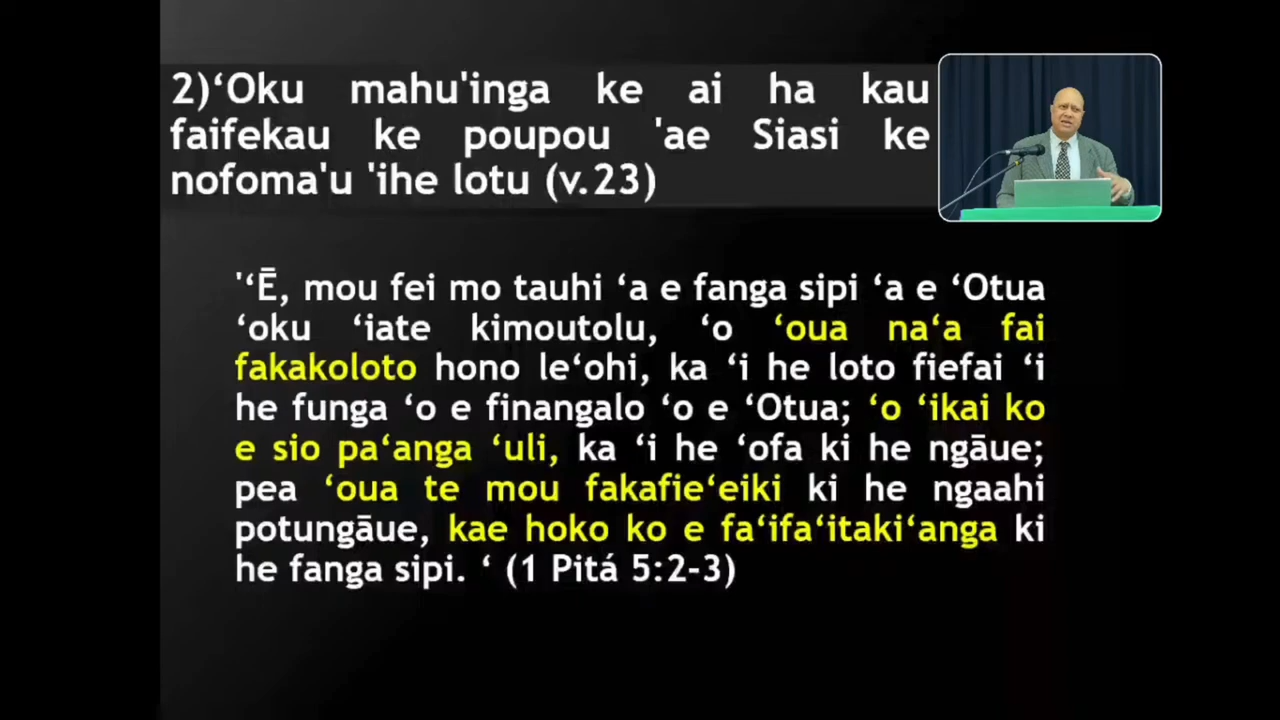 2)‘Oku mahu'inga ke ai ha kau
faifekau ke poupou 'ae Siasi ke
nofoma'u 'ihe lotu (v.23)
'‘Ē, mou fei mo tauhi ‘a e fanga sipi ‘a e ‘Otua
‘oku ‘iate kimoutolu, ‘o ‘oua na‘a fai
fakakoloto hono le‘ohi, ka ‘i he loto fiefai ‘i
he funga ‘o e finangalo ‘o e ‘Otua; ‘o ‘ikai ko
e sio pa‘anga ‘uli, ka ‘i he ‘ofa ki he ngāue;
pea ‘oua te mou fakafie‘eiki ki he ngaahi
potungāue, kae hoko ko e fa‘ifa‘itaki‘anga ki
he fanga sipi. ‘ (1 Pitá 5:2-3)